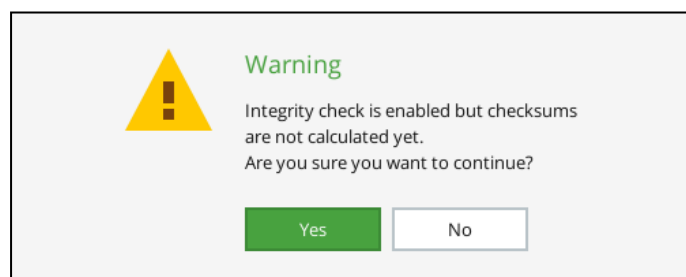 Warning
Integrity check is enabled but checksums
are not calculated yet.
Are you sure you want to continue?
Yes
No